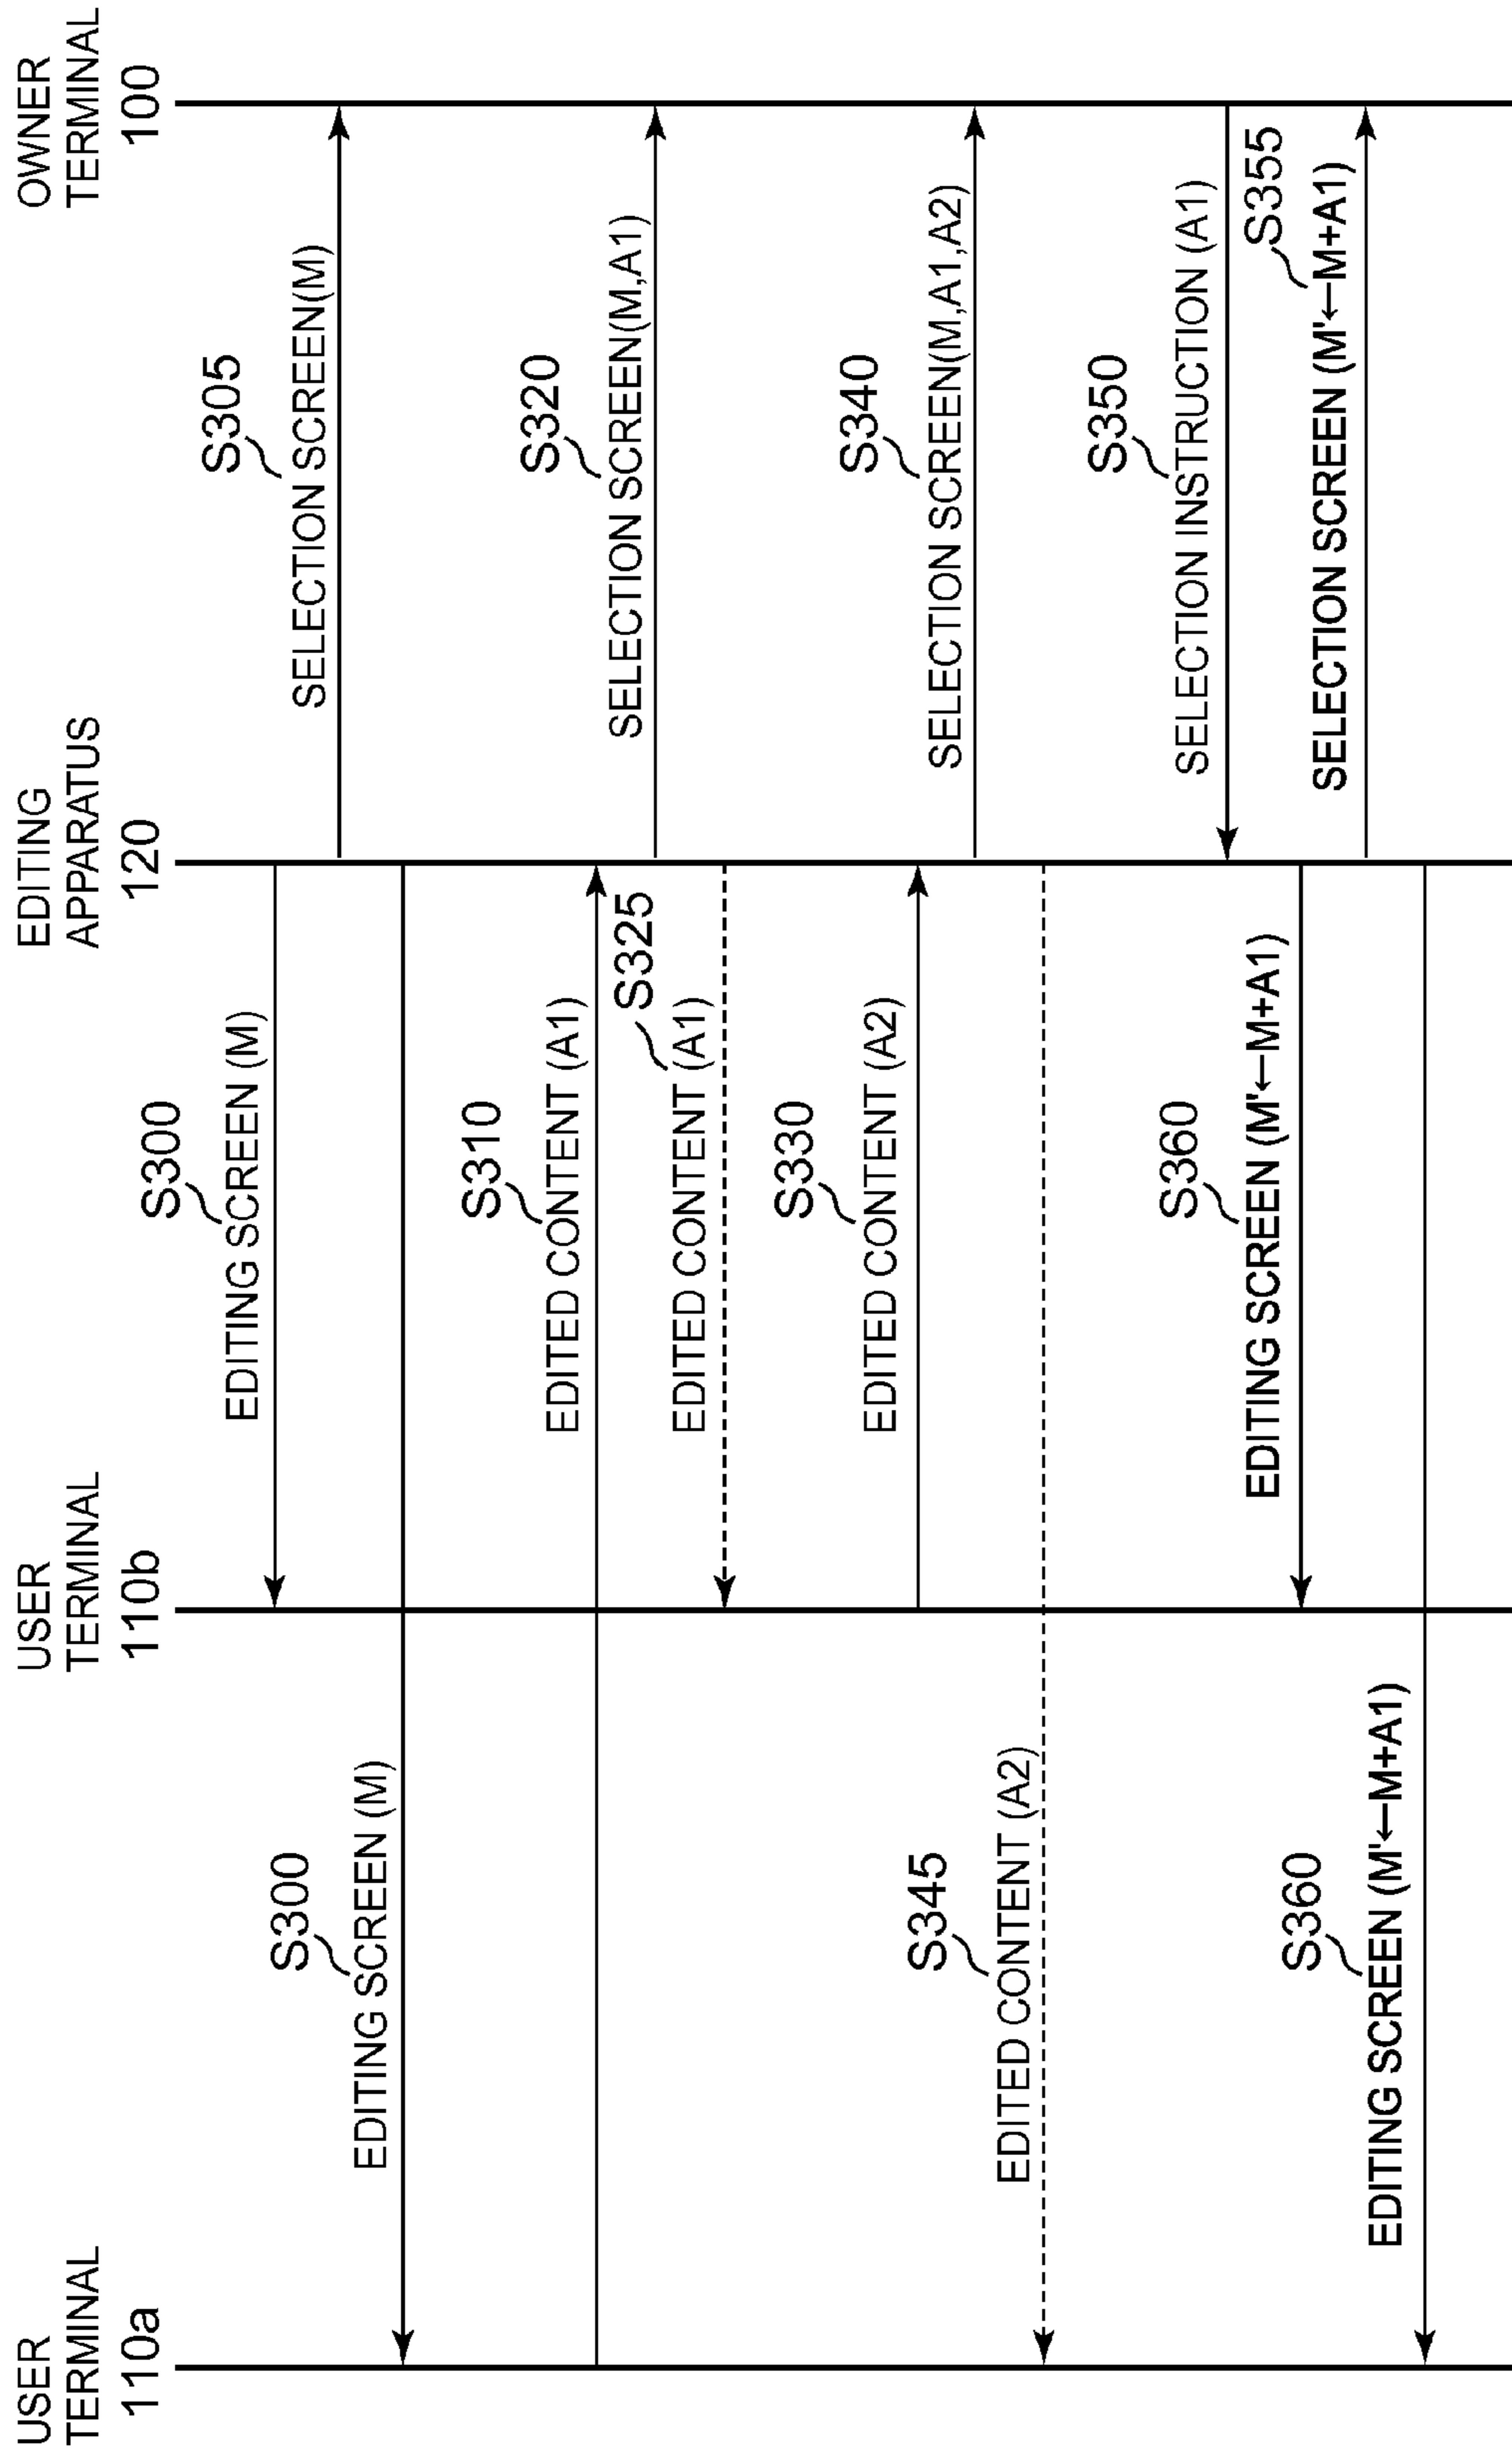 USER
TERMINAL
110a
USER
TERMINAL
110b
EDITING
APPARATUS
120
OWNER
TERMINAL
100
S300
EDITING SCREEN (M)
S305
SELECTION SCREEN(M)
S300
EDITING SCREEN (M)
S310
EDITED CONTENT (A1)
S320
SELECTION SCREEN(M,A1)
S325
EDITED CONTENT (A1)
S330
EDITED CONTENT (A2)
S340
SELECTION SCREEN(M,A1,A2)
S345
EDITED CONTENT (A2)
S350
SELECTION INSTRUCTION (A1)
S360
EDITING SCREEN (M'←M+A1)
S355
SELECTION SCREEN (M'←M+A1)
S360
EDITING SCREEN (M'←M+A1)